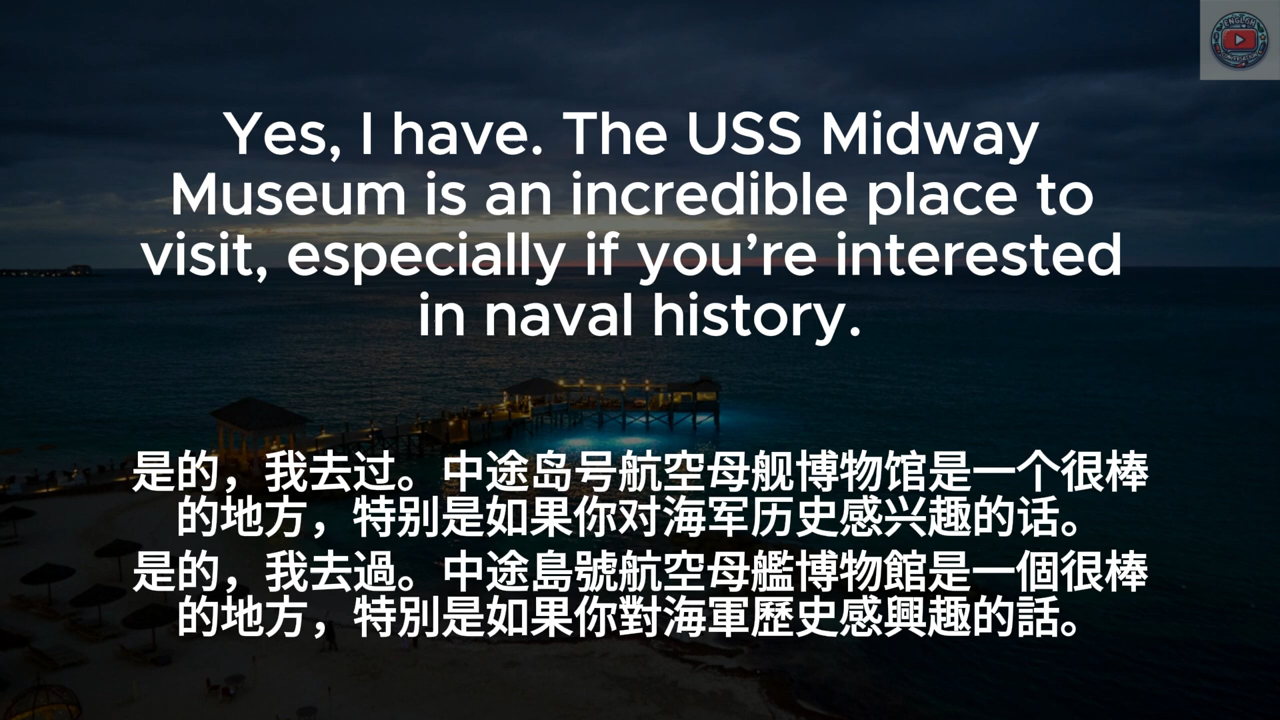 Yes, I have. The USS Midway
Museum is an incredible place to
visit, especially if you’re interested
in naval history.
是的，我去过。中途岛号航空母舰博物馆是一个很棒
的地方，特别是如果你对海军历史感兴趣的话。
是的，我去過。中途島號航空母艦博物館是一個很棒
的地方，特別是如果你對海軍歷史感興趣的話。